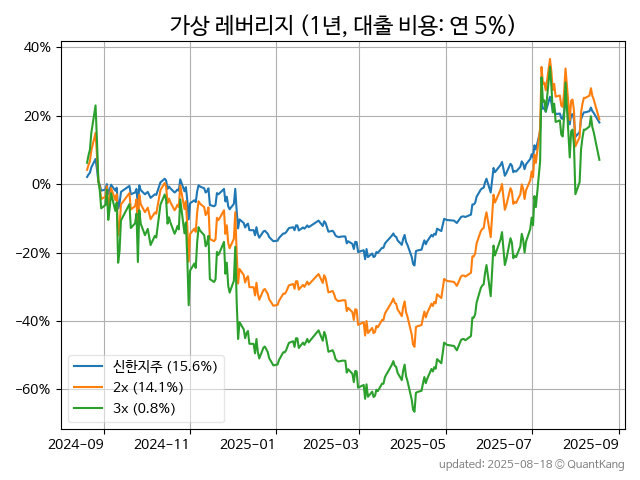 가상 레버리지 (1년, 대출 비용: 연 5%)
40%
20%
0%
−20%
−40%
−60%
신한지주 (15.6%)
2x (14.1%)
3x (0.8%)
2024-09 2024-11 2025-01 2025-03 2025-05 2025-07 2025-09
updated: 2025-08-18 © QuantKang